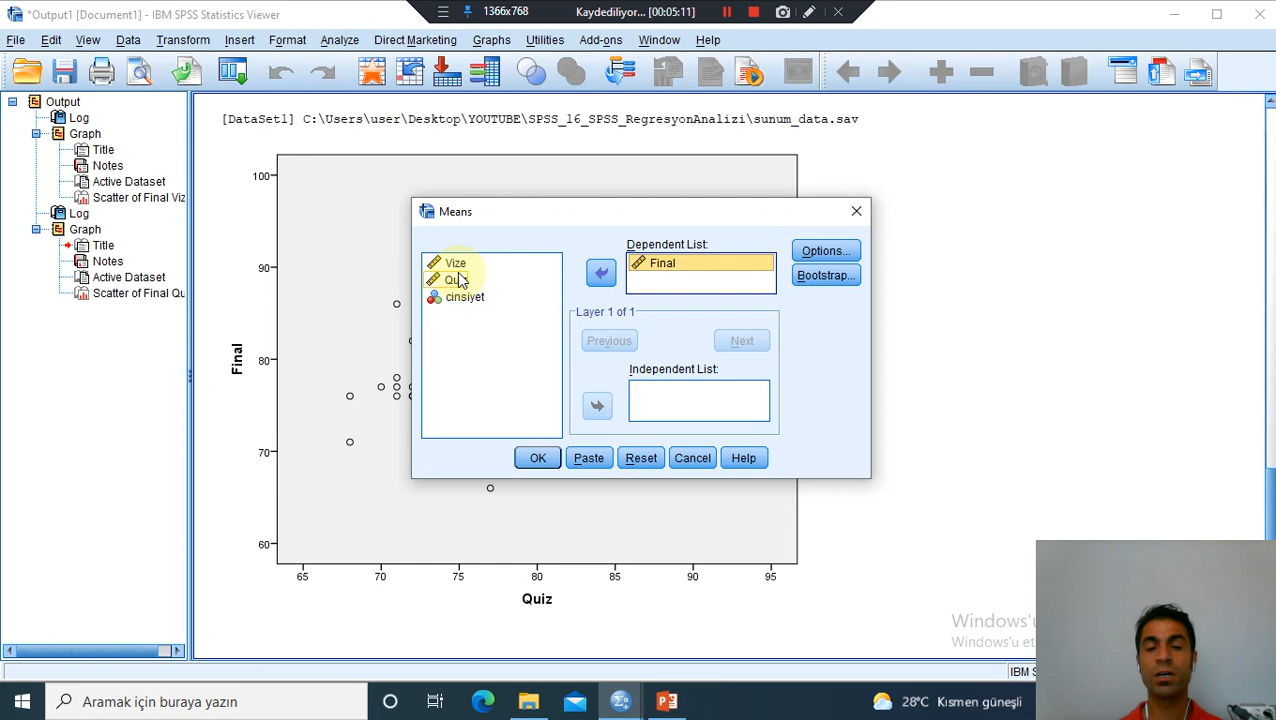 *Output1 [Document1] - IBM SPSS Statistics Viewer
1366x768
Kaydediliyor... (00:05:11)
File Edit View Data Transform Insert Format Analyze Direct Marketing Graphs Utilities Add-ons Window Help
Output
Log
Graph
Title
Notes
Active Dataset
Scatter of Final Viz
Log
Graph
Title
Notes
Active Dataset
Scatter of Final Qu
[DataSet1] C:\Users\user\Desktop\YOUTUBE\SPSS_16_SPSS_RegresyonAnalizi\sunum_data.sav
100
90
80
70
60
Final
65 70 75 80 85 90 95
Quiz
Means
Vize
cinsiyet
Dependent List:
Final
Options...
Bootstrap...
Layer 1 of 1
Previous
Next
Independent List:
OK Paste Reset Cancel Help
Windows'u
Windows'u et
IBM S
Aramak için buraya yazın
28°C Kısmen güneşli